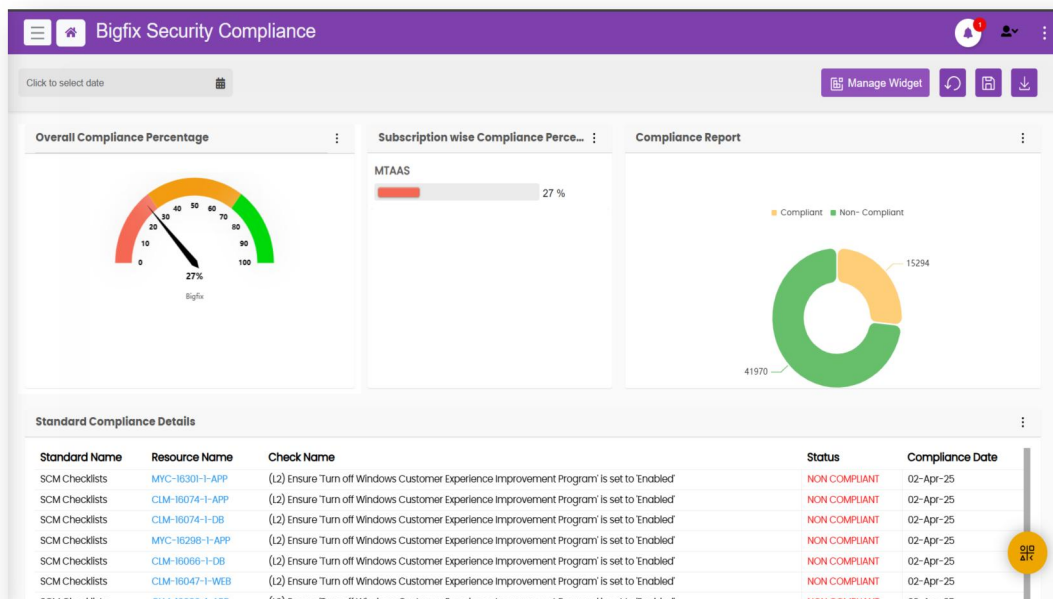 Bigfix Security Compliance
1
Click to select date
Manage Widget
Overall Compliance Percentage
0 10 20 30 40 50 60 70 80 90 100
27%
Bigfix
Subscription wise Compliance Perce...
MTAAS
27 %
Compliance Report
Compliant Non- Compliant
15294
41970
Standard Compliance Details
Standard Name Resource Name Check Name Status Compliance Date
SCM Checklists MYC-16301-1-APP (L2) Ensure 'Turn off Windows Customer Experience Improvement Program' is set to 'Enabled' NON COMPLIANT 02-Apr-25
SCM Checklists CLM-16074-1-APP (L2) Ensure 'Turn off Windows Customer Experience Improvement Program' is set to 'Enabled' NON COMPLIANT 02-Apr-25
SCM Checklists CLM-16074-1-DB (L2) Ensure 'Turn off Windows Customer Experience Improvement Program' is set to 'Enabled' NON COMPLIANT 02-Apr-25
SCM Checklists MYC-16298-1-APP (L2) Ensure 'Turn off Windows Customer Experience Improvement Program' is set to 'Enabled' NON COMPLIANT 02-Apr-25
SCM Checklists CLM-16066-1-DB (L2) Ensure 'Turn off Windows Customer Experience Improvement Program' is set to 'Enabled' NON COMPLIANT 02-Apr-25
SCM Checklists CLM-16047-1-WEB (L2) Ensure 'Turn off Windows Customer Experience Improvement Program' is set to 'Enabled' NON COMPLIANT 02-Apr-25